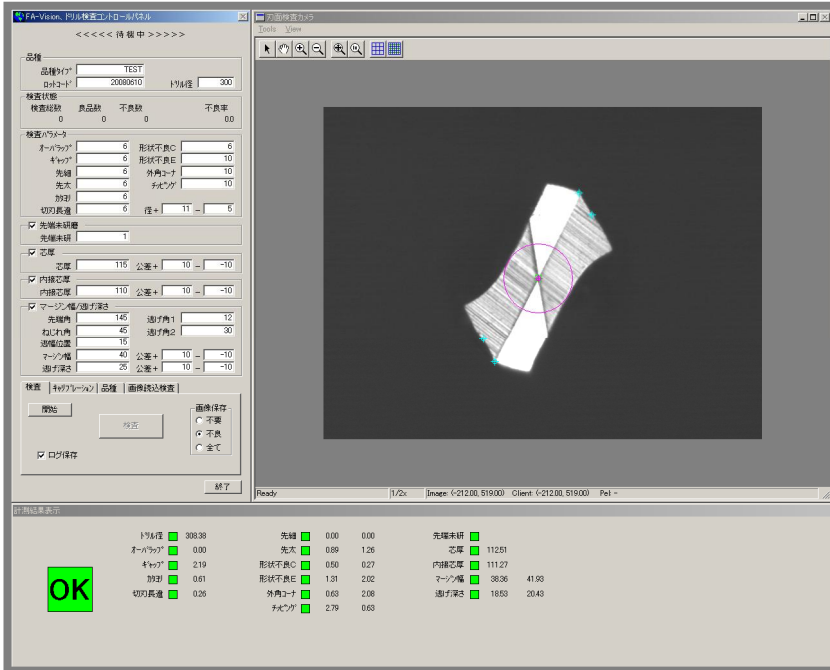 FA-Vision, ドリル検査コントロールパネル
<<<<< 待機中 >>>>>
品種
品種タイプ TEST
ロットコード 20080610 ドリル径 300
検査状態
検査総数 良品数 不良数 不良率
0 0 0 0.0
検査パラメータ
オーバラップ 6 形状不良C 6
ギャップ 6 形状不良E 10
先細 6 外角コーナ 10
先太 6 チッピング 10
カタヨリ 6
切刃長違 6 径+ 11 - 5
先端未研磨
先端未研 1
芯厚
芯厚 115 公差+ 10 - -10
内接芯厚
内接芯厚 110 公差+ 10 - -10
マージン幅/逃げ深さ
先端角 145 逃げ角1 12
ねじれ角 45 逃げ角2 30
逃幅位置 15
マージン幅 40 公差+ 10 - -10
逃げ深さ 25 公差+ 10 - -10
検査 キャリブレーション 品種 画像読込検査
開始
検査
画像保存
不要
不良
全て
ログ保存
終了
刃面検査カメラ
Tools View
Ready 1/2x Image: (-212.00, 519.00) Client: (-212.00, 519.00) Pel: -
計測結果表示
OK
ドリル径 308.38 先細 0.00 0.00 先端未研
オーバラップ 0.00 先太 0.89 1.26 芯厚 112.51
ギャップ 2.19 形状不良C 0.50 0.27 内接芯厚 111.27
カタヨリ 0.61 形状不良E 1.31 2.02 マージン幅 38.36 41.93
切刃長違 0.26 外角コーナ 0.63 2.08 逃げ深さ 18.53 20.43
チッピング 2.79 0.63